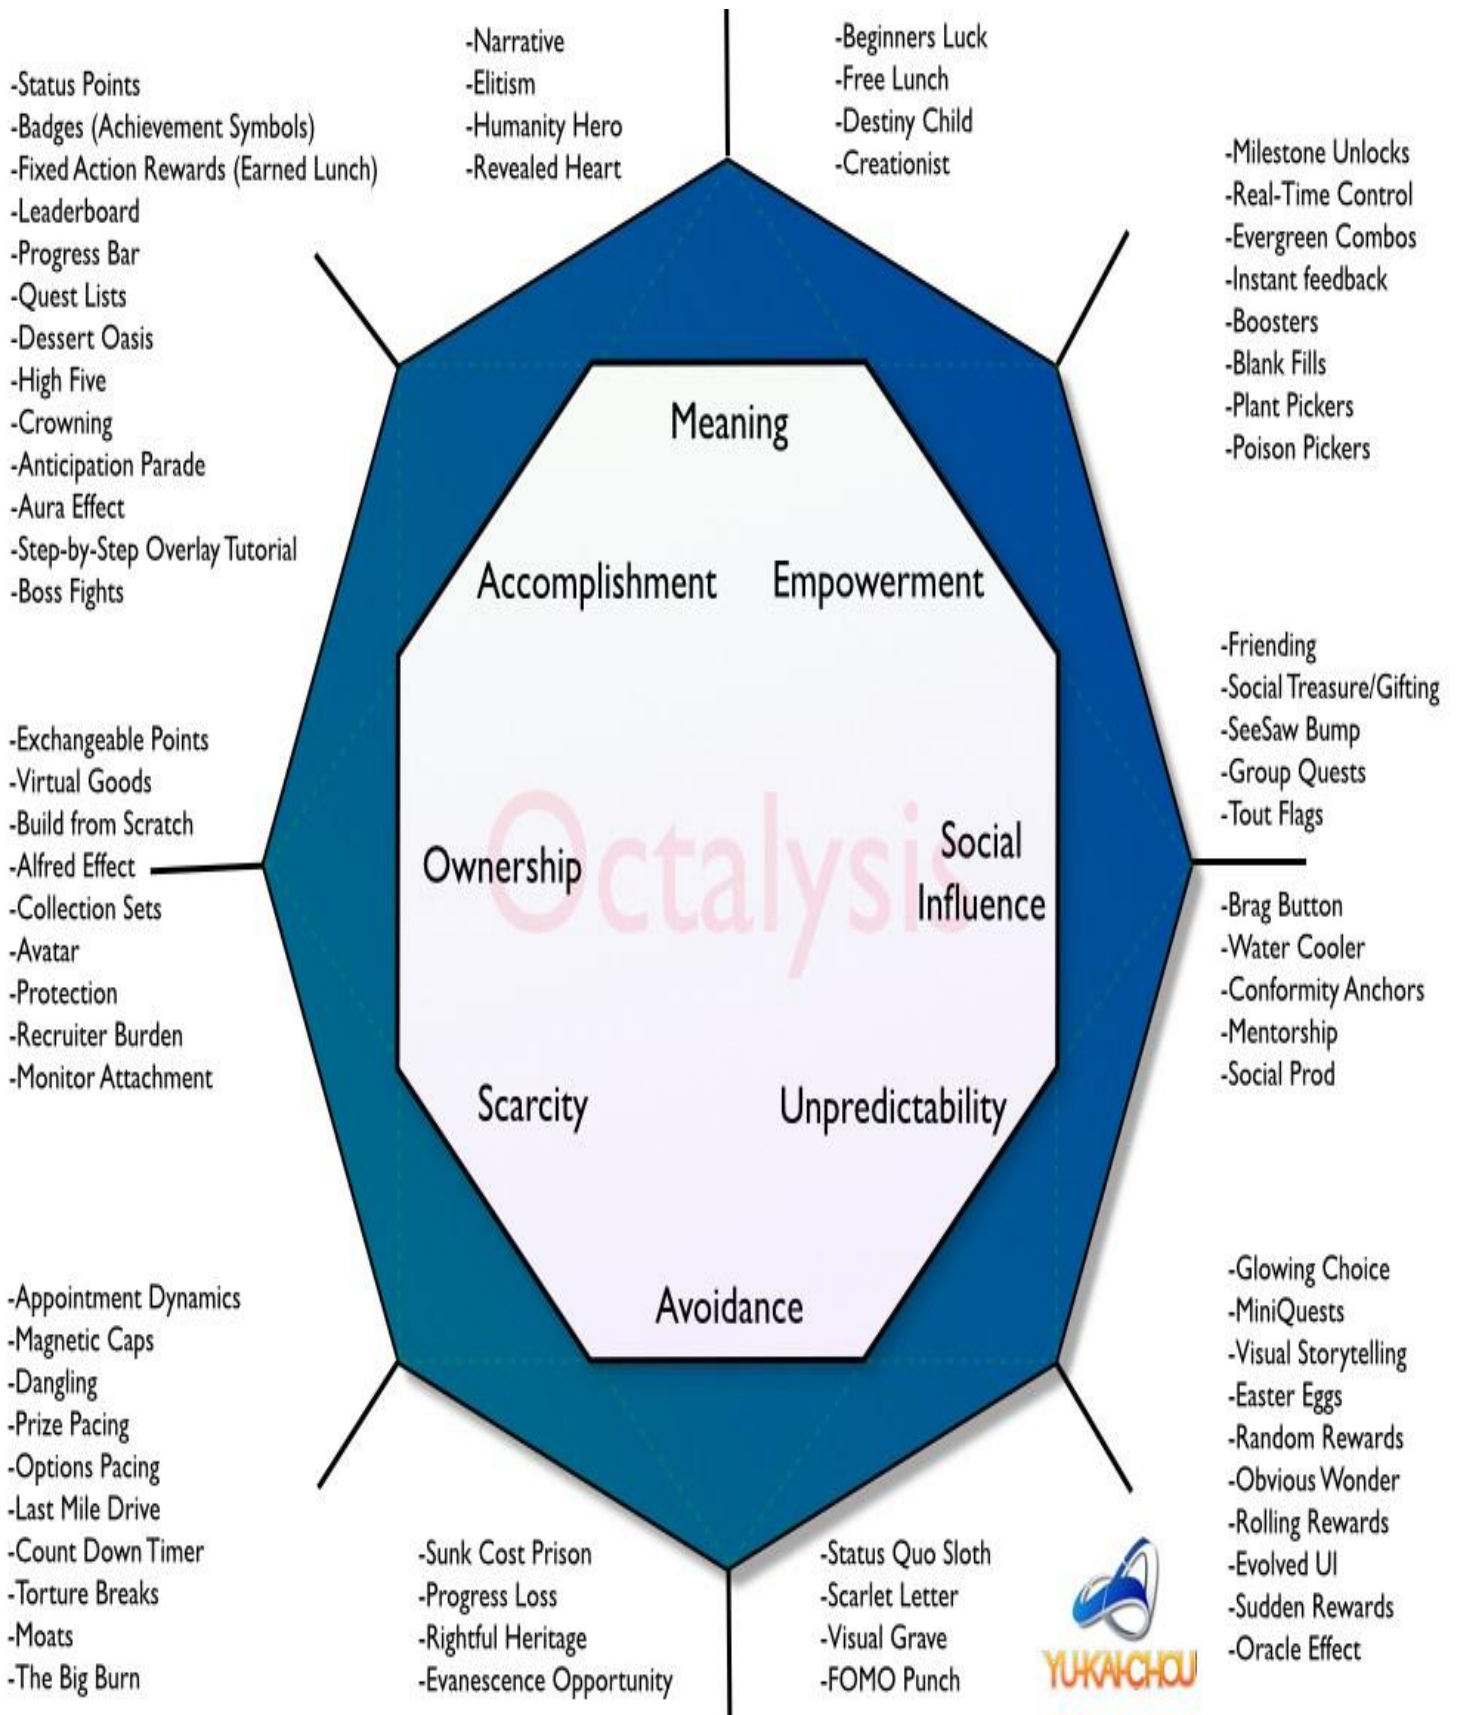 -Narrative
-Elitism
-Humanity Hero
-Revealed Heart
-Beginners Luck
-Free Lunch
-Destiny Child
-Creationist
-Status Points
-Badges (Achievement Symbols)
-Fixed Action Rewards (Earned Lunch)
-Leaderboard
-Progress Bar
-Quest Lists
-Dessert Oasis
-High Five
-Crowning
-Anticipation Parade
-Aura Effect
-Step-by-Step Overlay Tutorial
-Boss Fights
-Milestone Unlocks
-Real-Time Control
-Evergreen Combos
-Instant feedback
-Boosters
-Blank Fills
-Plant Pickers
-Poison Pickers
Meaning
Accomplishment
Empowerment
Ownership
Octalysis
Social
Influence
Scarcity
Unpredictability
Avoidance
-Exchangeable Points
-Virtual Goods
-Build from Scratch
-Alfred Effect
-Collection Sets
-Avatar
-Protection
-Recruiter Burden
-Monitor Attachment
-Friending
-Social Treasure/Gifting
-SeeSaw Bump
-Group Quests
-Tout Flags
-Brag Button
-Water Cooler
-Conformity Anchors
-Mentorship
-Social Prod
-Appointment Dynamics
-Magnetic Caps
-Dangling
-Prize Pacing
-Options Pacing
-Last Mile Drive
-Count Down Timer
-Torture Breaks
-Moats
-The Big Burn
-Sunk Cost Prison
-Progress Loss
-Rightful Heritage
-Evanescence Opportunity
-Status Quo Sloth
-Scarlet Letter
-Visual Grave
-FOMO Punch
-Glowing Choice
-MiniQuests
-Visual Storytelling
-Easter Eggs
-Random Rewards
-Obvious Wonder
-Rolling Rewards
-Evolved UI
-Sudden Rewards
-Oracle Effect
YU-KAI-CHOU